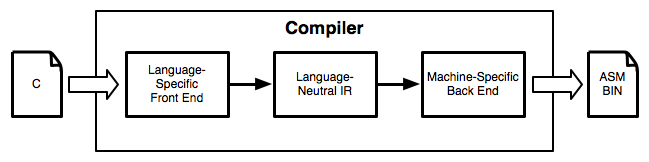 Compiler
C
Language-
Specific
Front End
Language-
Neutral IR
Machine-Specific
Back End
ASM
BIN